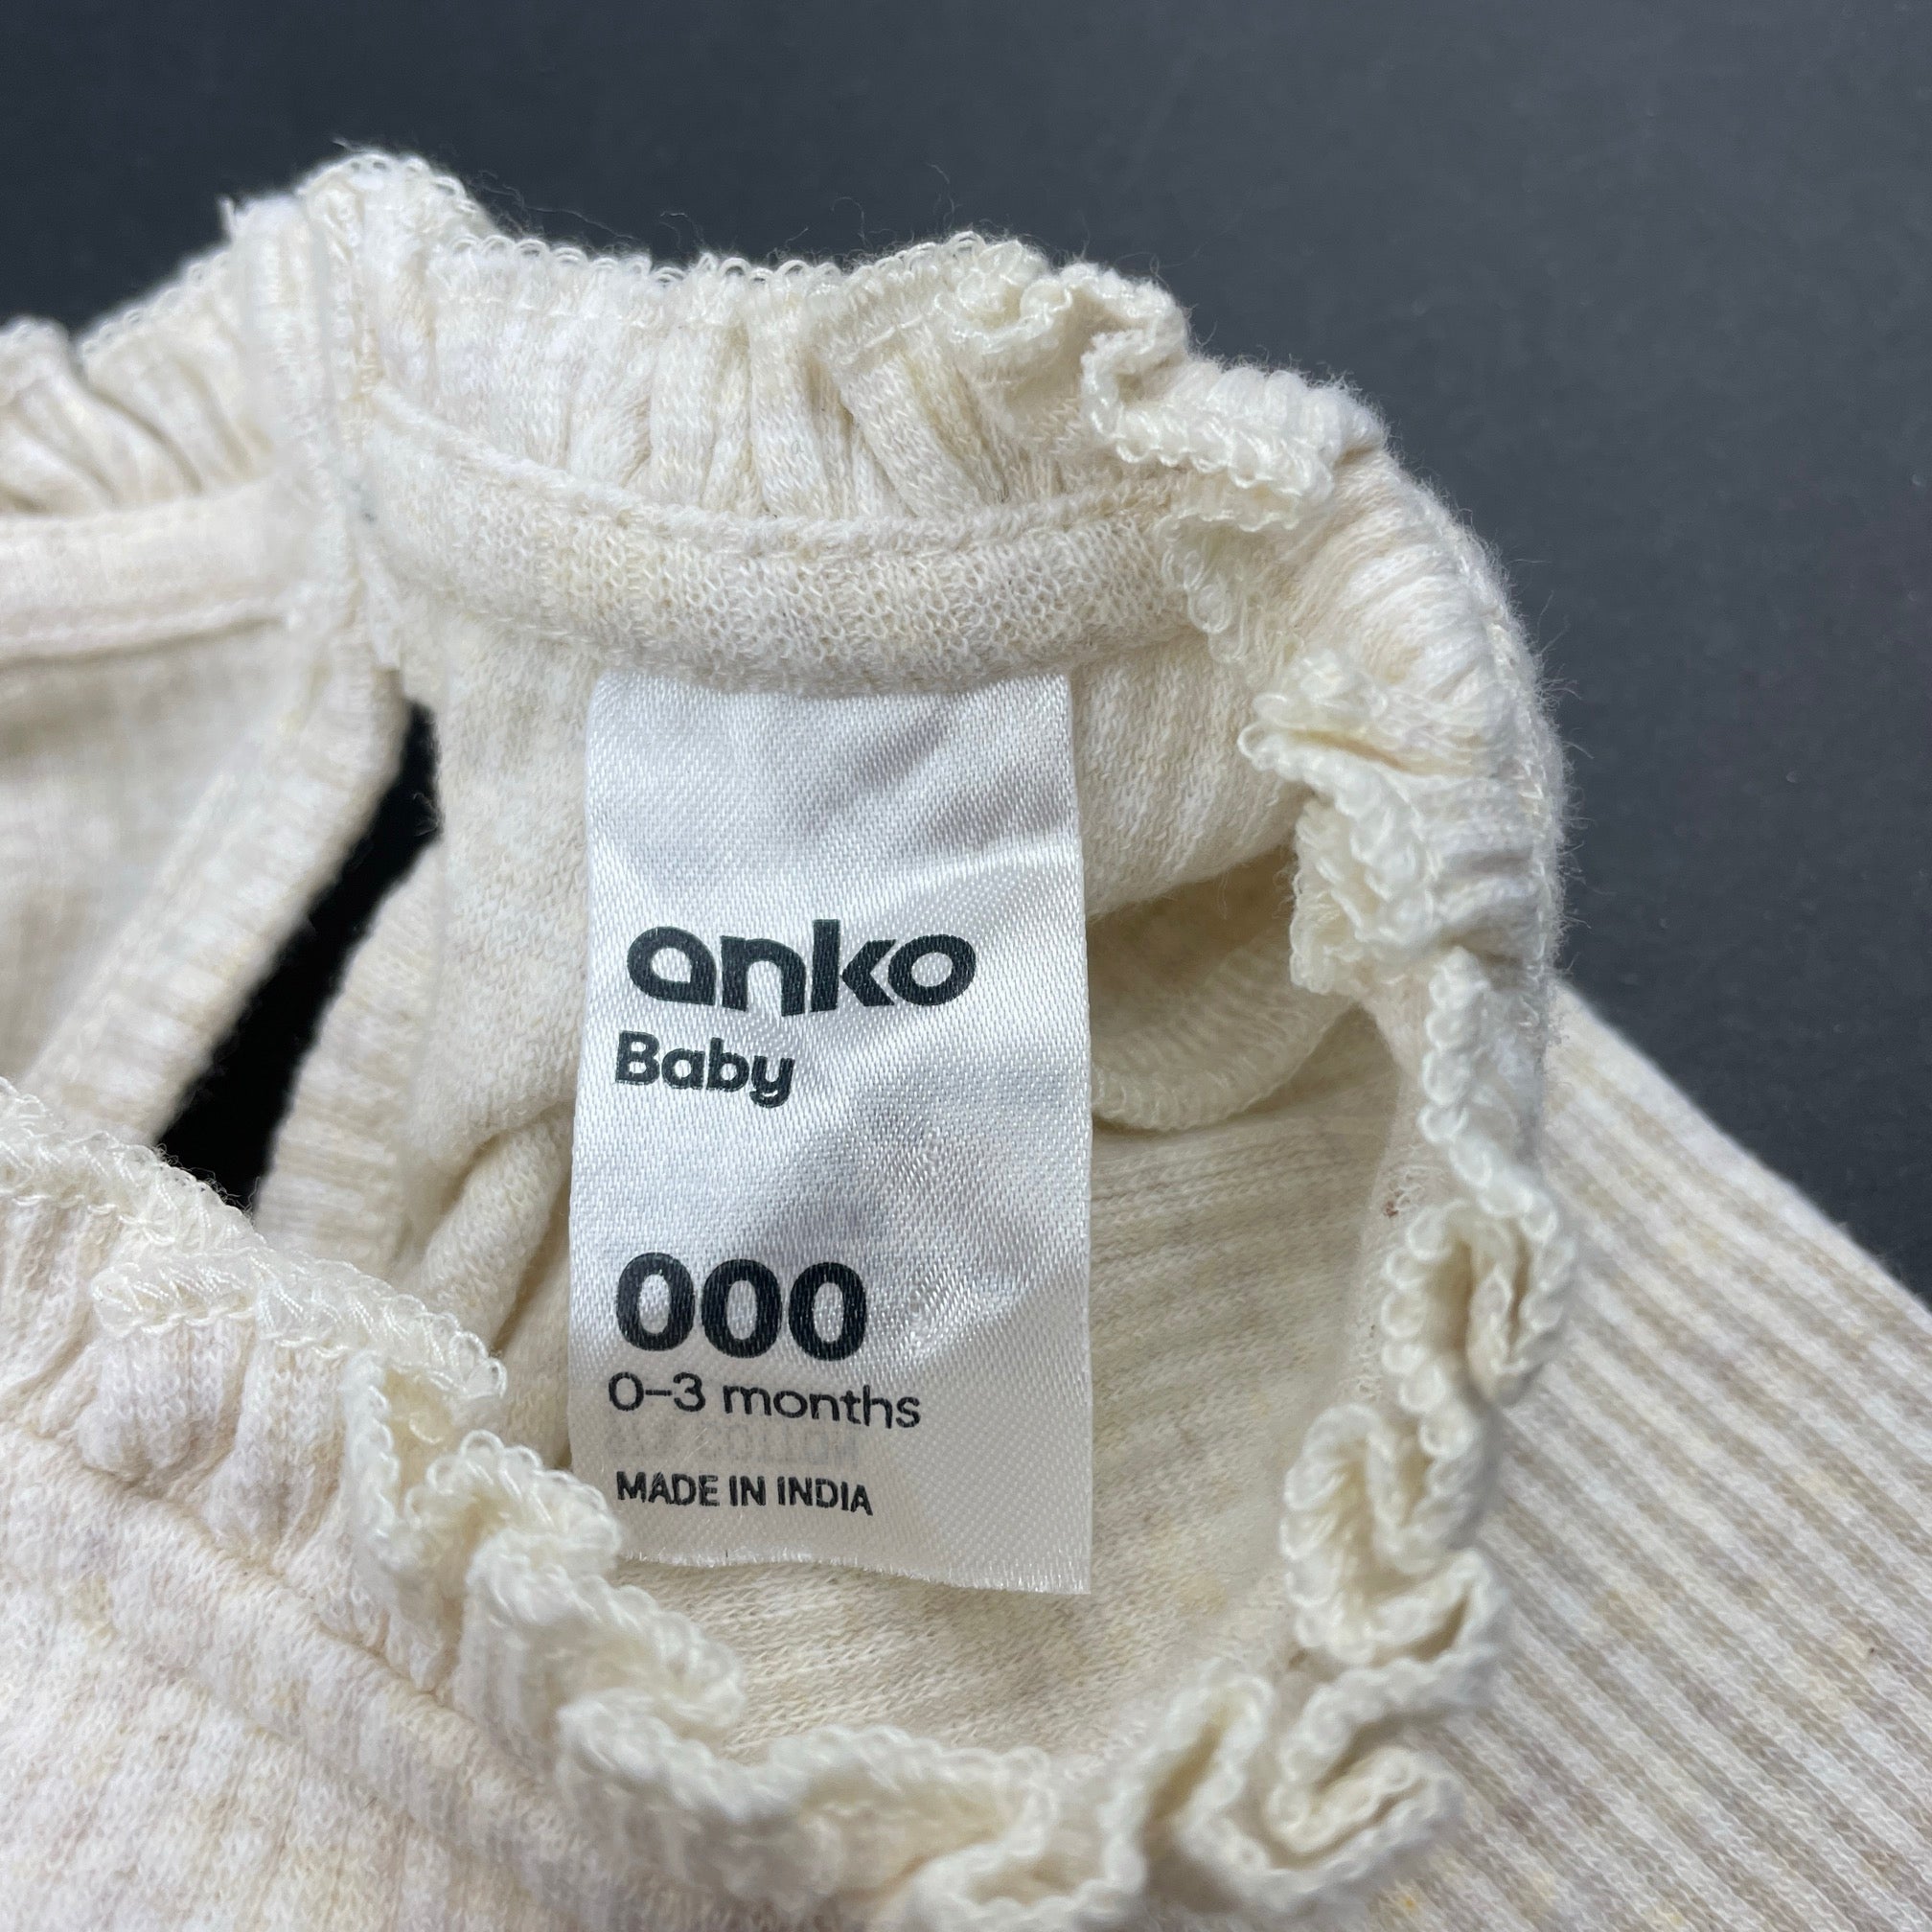 anko
Baby
000
0–3 months
MADE IN INDIA